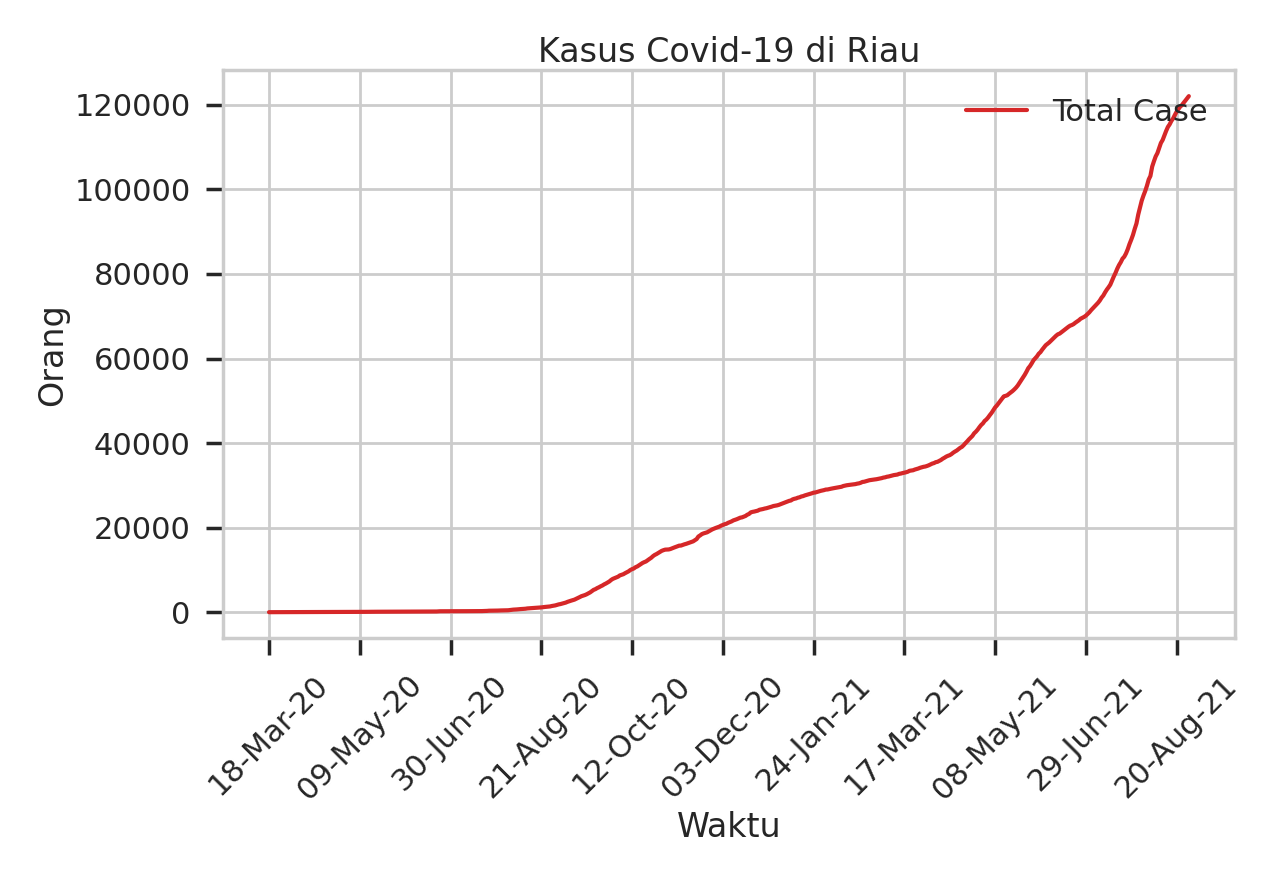 Kasus Covid-19 di Riau
Total Case
120000
100000
80000
60000
40000
20000
0
Orang
18-Mar-20
09-May-20
30-Jun-20
21-Aug-20
12-Oct-20
03-Dec-20
24-Jan-21
17-Mar-21
08-May-21
29-Jun-21
20-Aug-21
Waktu